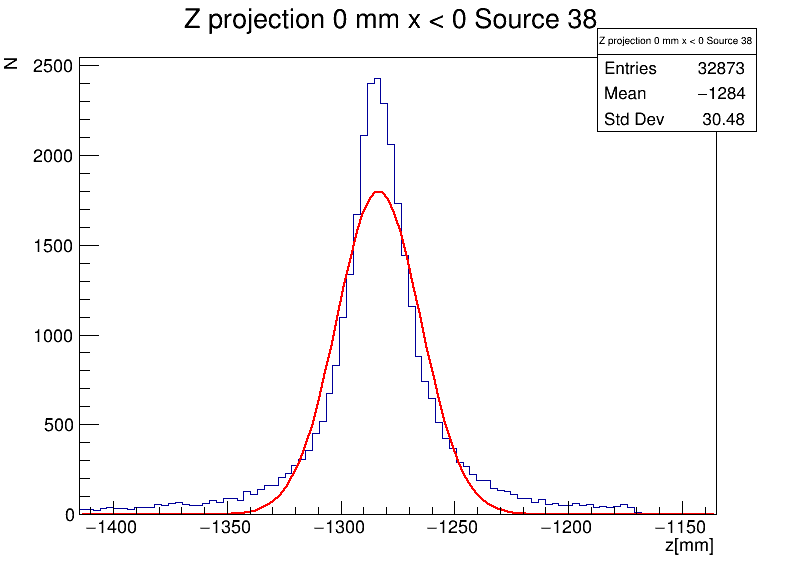 Z projection 0 mm x < 0 Source 38
Z projection 0 mm x < 0 Source 38
Entries 32873
Mean −1284
Std Dev 30.48
N
2500
2000
1500
1000
500
0
−1400 −1350 −1300 −1250 −1200 −1150
z[mm]